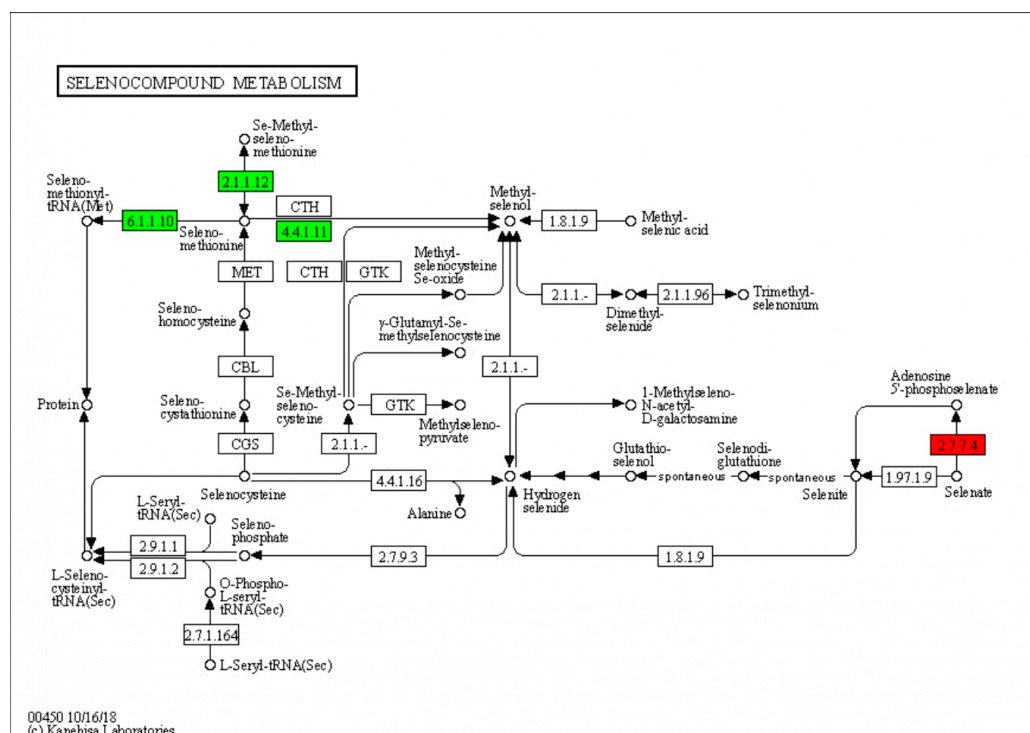 SELENOCOMPOUND METABOLISM
Se-Methyl-
seleno-
methionine
Seleno-
methionyl-
tRNA(Met)
2.1.1.12
6.1.1.10
Seleno-
methionine
CTH
4.4.1.11
Methyl-
selenol
1.8.1.9
Methyl-
selenic acid
MET
CTH
GTK
Methyl-
selenocysteine
Se-oxide
2.1.1.-
Dimethyl-
selenide
2.1.1.96
Trimethyl-
selenonium
Seleno-
homocysteine
γ-Glutamyl-Se-
methylselenocysteine
CBL
2.1.1.-
Adenosine
5'-phosphoselenate
Protein
Seleno-
cystathionine
Se-Methyl-
seleno-
cysteine
GTK
Methylseleno-
pyruvate
1-Methylseleno-
N-acetyl-
D-galactosamine
CGS
2.1.1.-
Glutathio-
selenol
Selenodi-
glutathione
2.7.7.4
spontaneous
spontaneous
1.97.1.9
Selenocysteine
4.4.1.16
Alanine
Hydrogen
selenide
Selenite
Selenate
L-Seryl-
tRNA(Sec)
Seleno-
phosphate
2.9.1.1
2.9.1.2
2.7.9.3
1.8.1.9
L-Seleno-
cysteinyl-
tRNA(Sec)
O-Phospho-
L-seryl-
tRNA(Sec)
2.7.1.164
L-Seryl-tRNA(Sec)
00450 10/16/18
(c) Kanehisa Laboratories